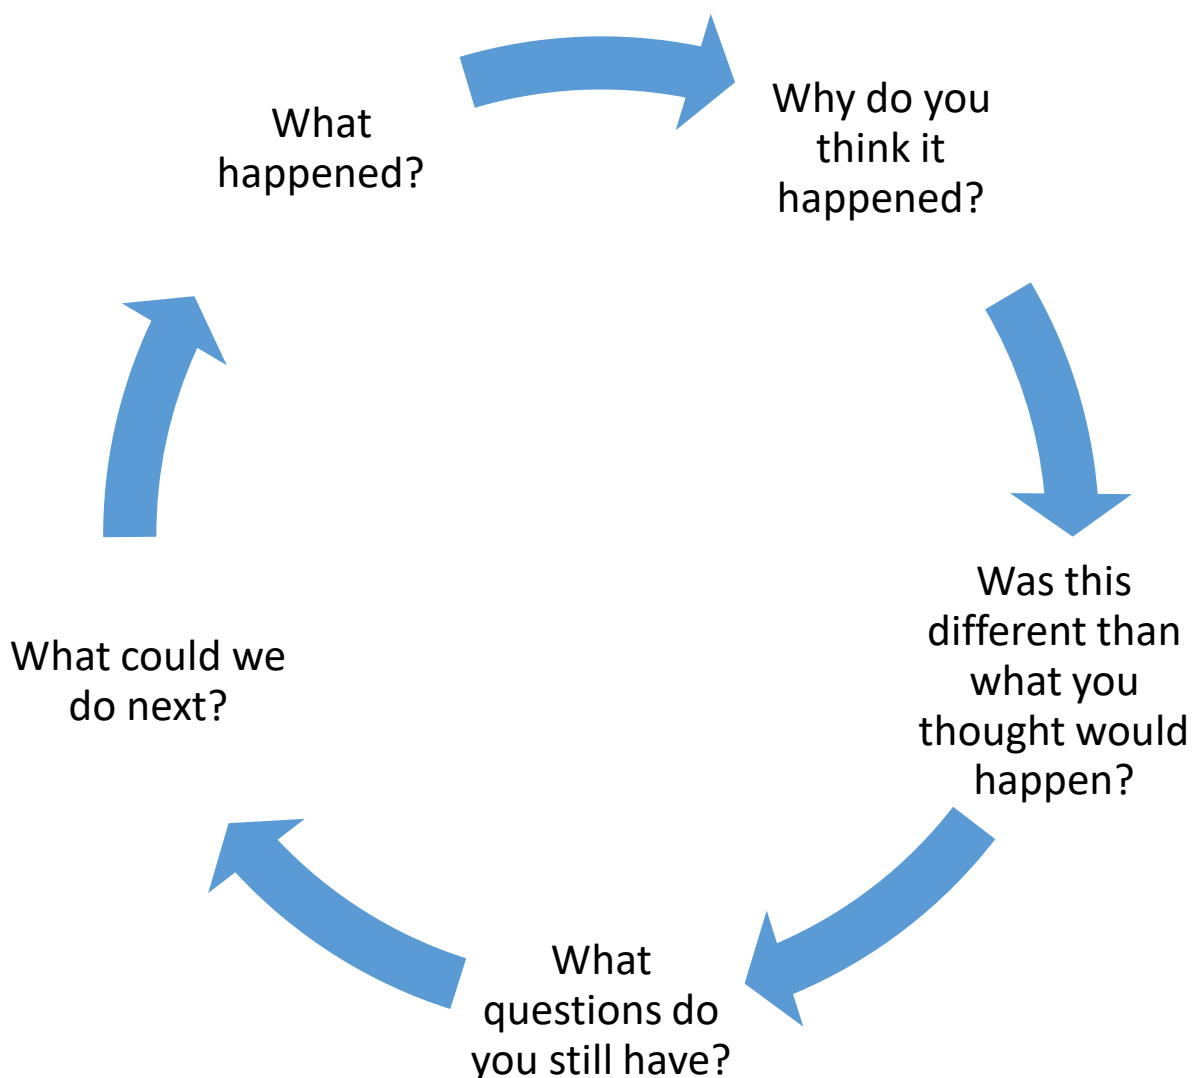 What
happened?
Why do you
think it
happened?
Was this
different than
what you
thought would
happen?
What
questions do
you still have?
What could we
do next?